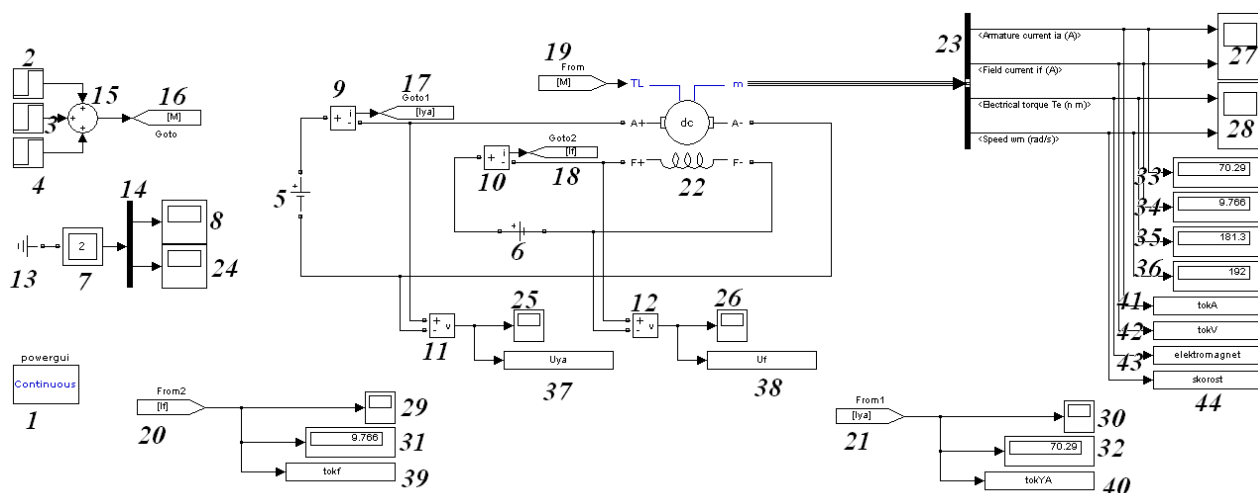 2
3
4
15
+
+
+
16
[M]
Goto
13
7
2
14
8
24
powergui
Continuous
1
5
+
9
+
-
i
17
Goto1
[Iya]
10
+
-
i
Goto2
[If]
18
6
+
19
From
[M]
TL
m
A+
dc
A-
F+
F-
22
11
+
-
v
25
Uya
37
12
+
-
v
26
Uf
38
23
<Armature current ia (A)>
<Field current if (A)>
<Electrical torque Te (n m)>
<Speed wm (rad/s)>
27
28
33
70.29
34
9.766
35
181.3
36
192
41
tokA
42
tokV
43
elektromagnet
skorost
44
From2
[If]
20
29
9.766
31
tokf
39
From1
[Iya]
21
30
70.29
32
tokYA
40